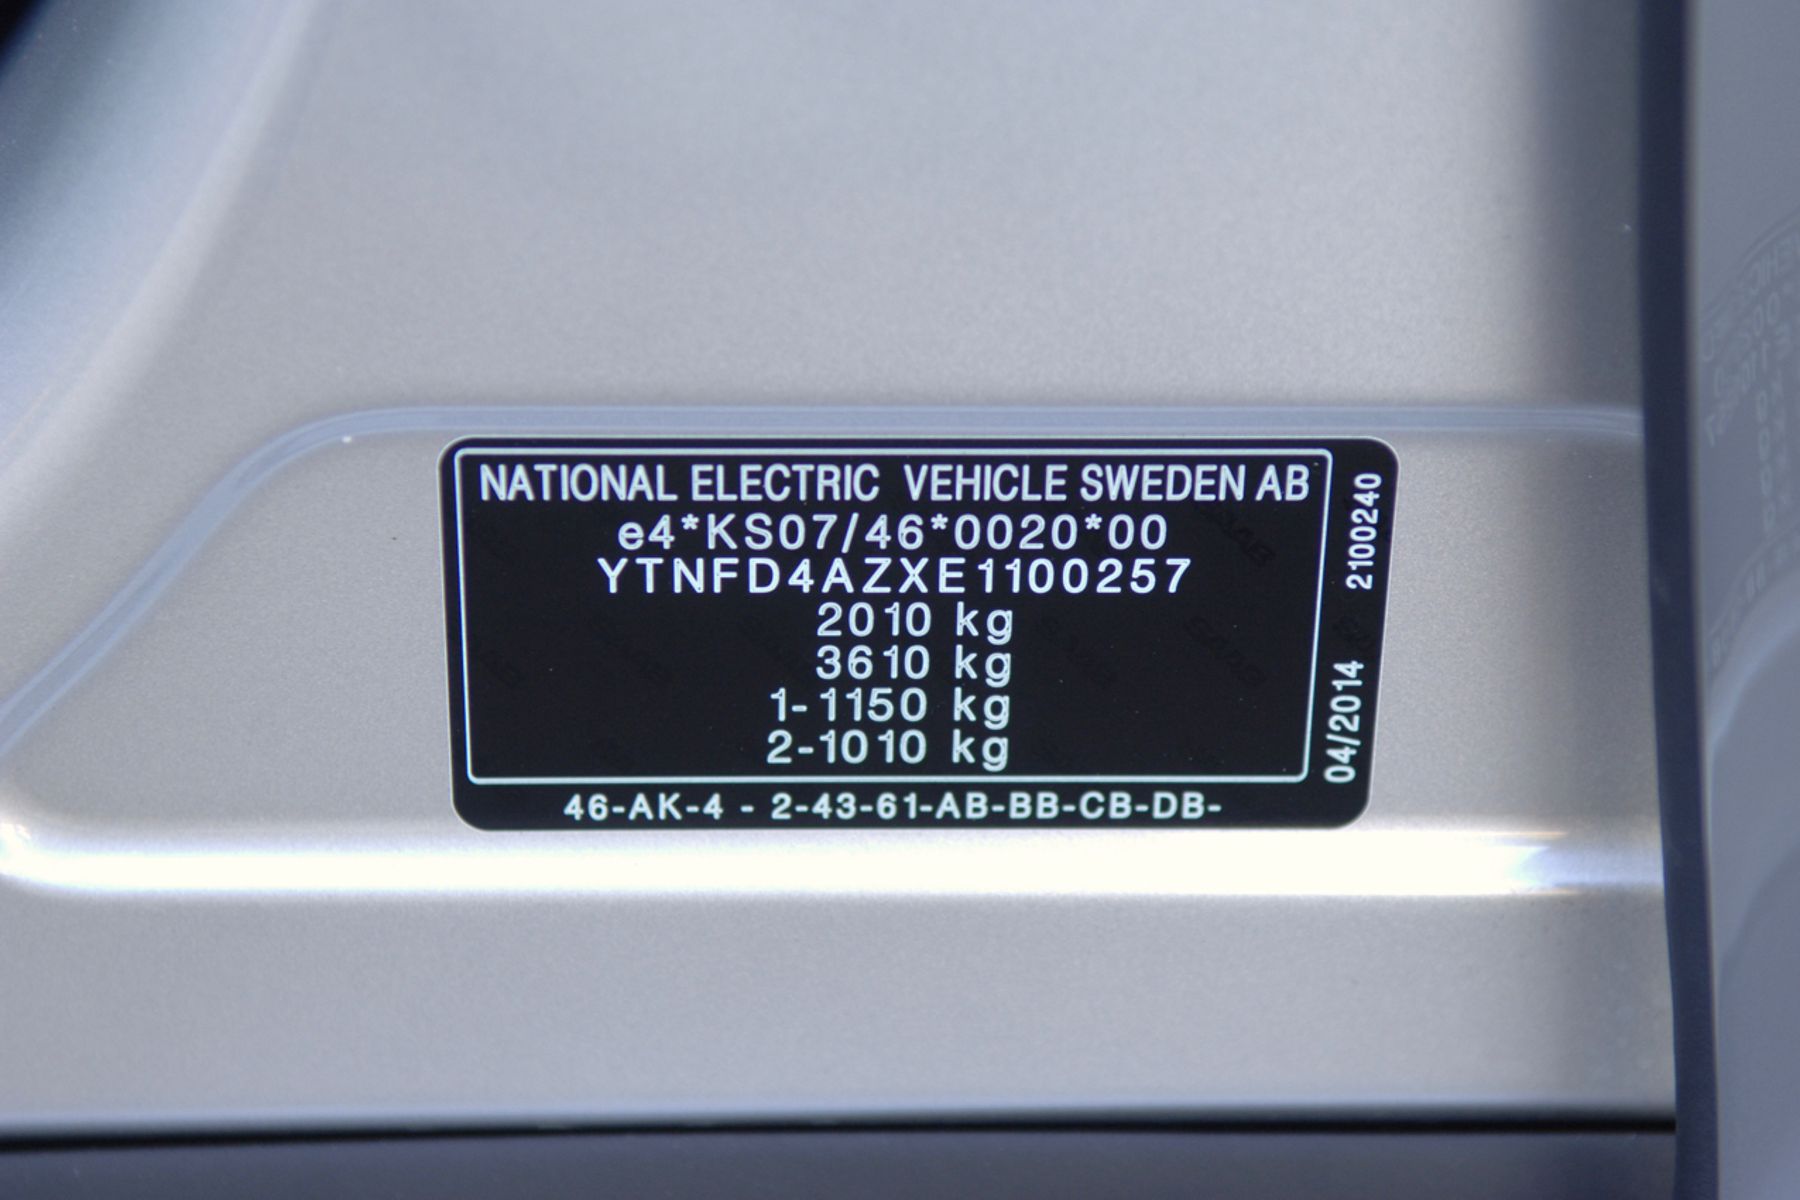 NATIONAL ELECTRIC VEHICLE SWEDEN AB
e4*KS07/46*0020*00
YTNFD4AZXE1100257
2010 kg
3610 kg
1-1150 kg
2-1010 kg
46-AK-4 - 2-43-61-AB-BB-CB-DB-
2100240
04/2014